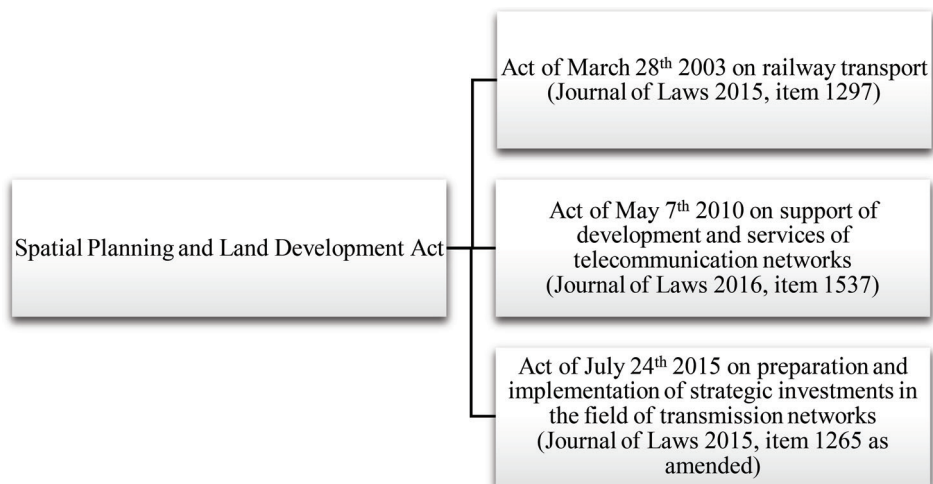 Act of March 28th 2003 on railway transport
(Journal of Laws 2015, item 1297)
Spatial Planning and Land Development Act
Act of May 7th 2010 on support of
development and services of
telecommunication networks
(Journal of Laws 2016, item 1537)
Act of July 24th 2015 on preparation and
implementation of strategic investments in
the field of transmission networks
(Journal of Laws 2015, item 1265 as
amended)